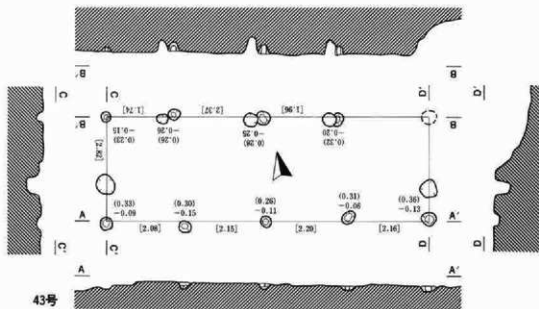 B' B
C C D' D'
B [1.74] [2.37] [1.96] B
-0.15 -0.26 -0.25 -0.20
(0.23) (0.26) (0.28) (0.32)
[2.82]
(0.33) (0.30) (0.26) (0.31) (0.36)
-0.09 -0.15 -0.11 -0.06 -0.13
A A'
[2.08] [2.15] [2.20] [2.16]
C' C' D D
A A'
43号